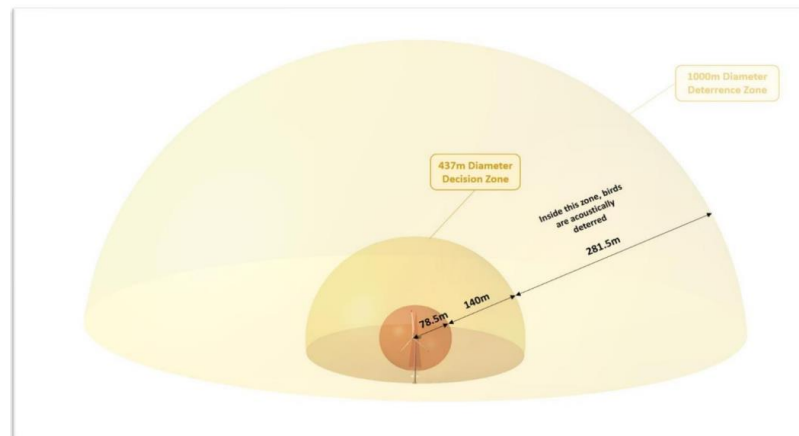 1000m Diameter
Deterrence Zone
437m Diameter
Decision Zone
Inside this zone, birds
are acoustically
deterred
281.5m
140m
78.5m